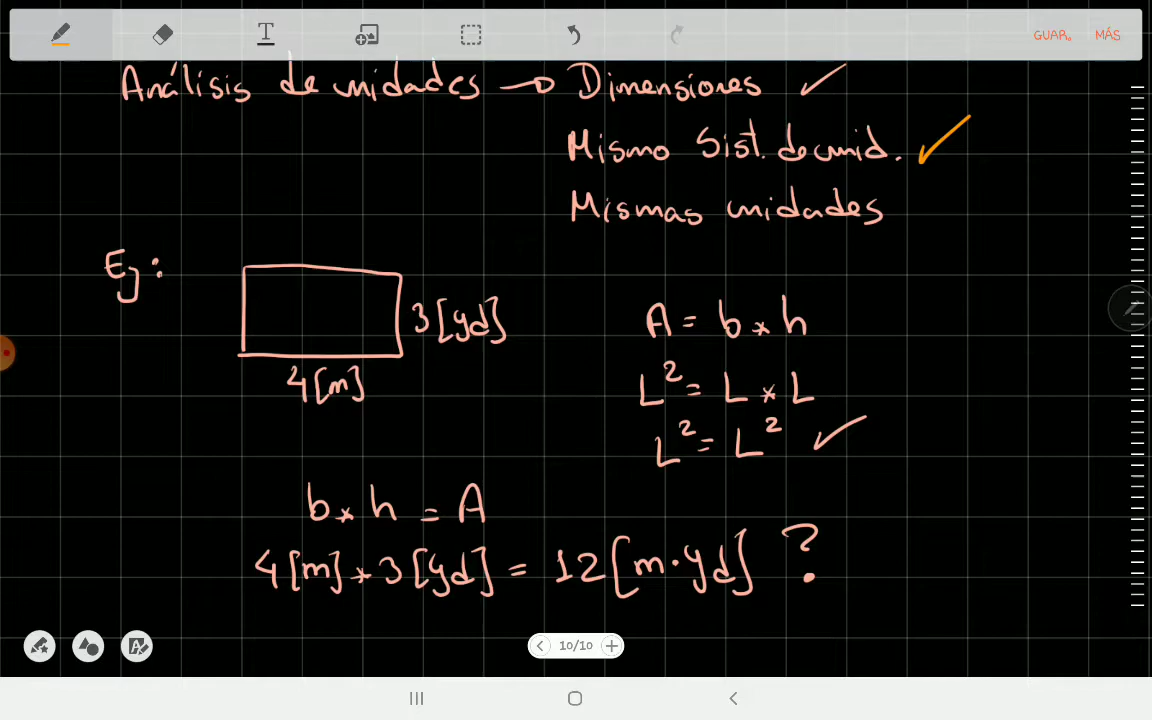 GUAR. MÁS
Análisis de unidades → Dimensiones ✓
Mismo Sist. de unid. ✓
Mismas unidades
Ej:
3[yd]
4[m]
A = b * h
L² = L * L
L² = L² ✓
b * h = A
4[m] * 3[yd] = 12[m·yd] ?
10/10